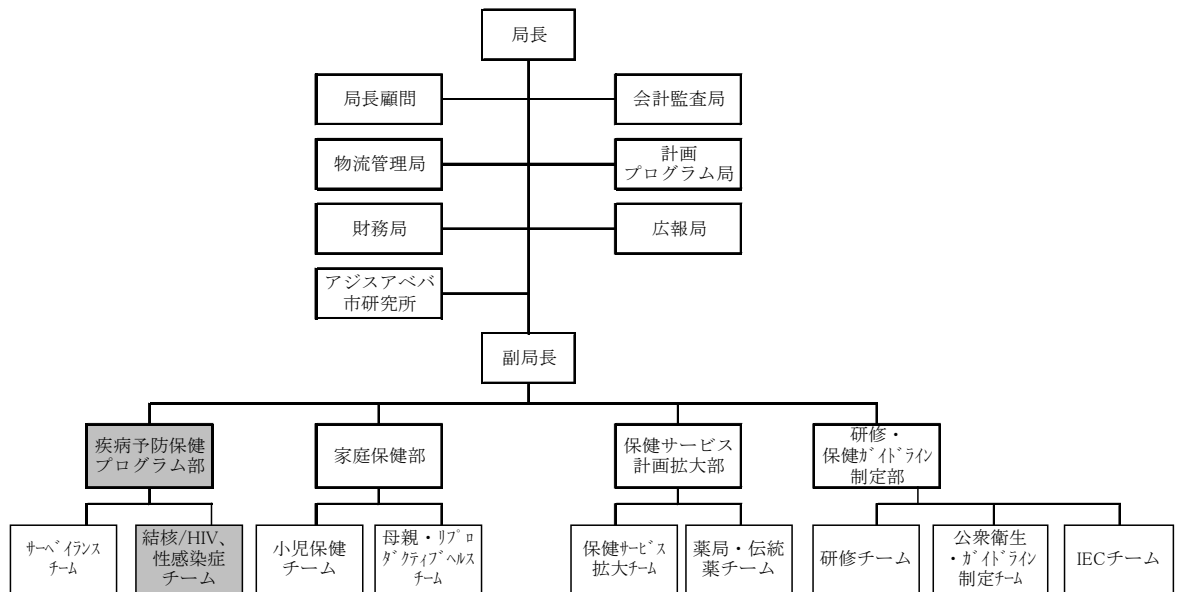 局長
局長顧問
会計監査局
物流管理局
計画
プログラム局
財務局
広報局
アジスアベバ
市研究所
副局長
疾病予防保健
プログラム部
家庭保健部
保健サービス
計画拡大部
研修・
保健ガイドライン
制定部
サーベイランス
チーム
結核/HIV、
性感染症
チーム
小児保健
チーム
母親・リプロ
ダクティブヘルス
チーム
保健サービス
拡大チーム
薬局・伝統
薬チーム
研修チーム
公衆衛生
・ガイドライン
制定チーム
IECチーム